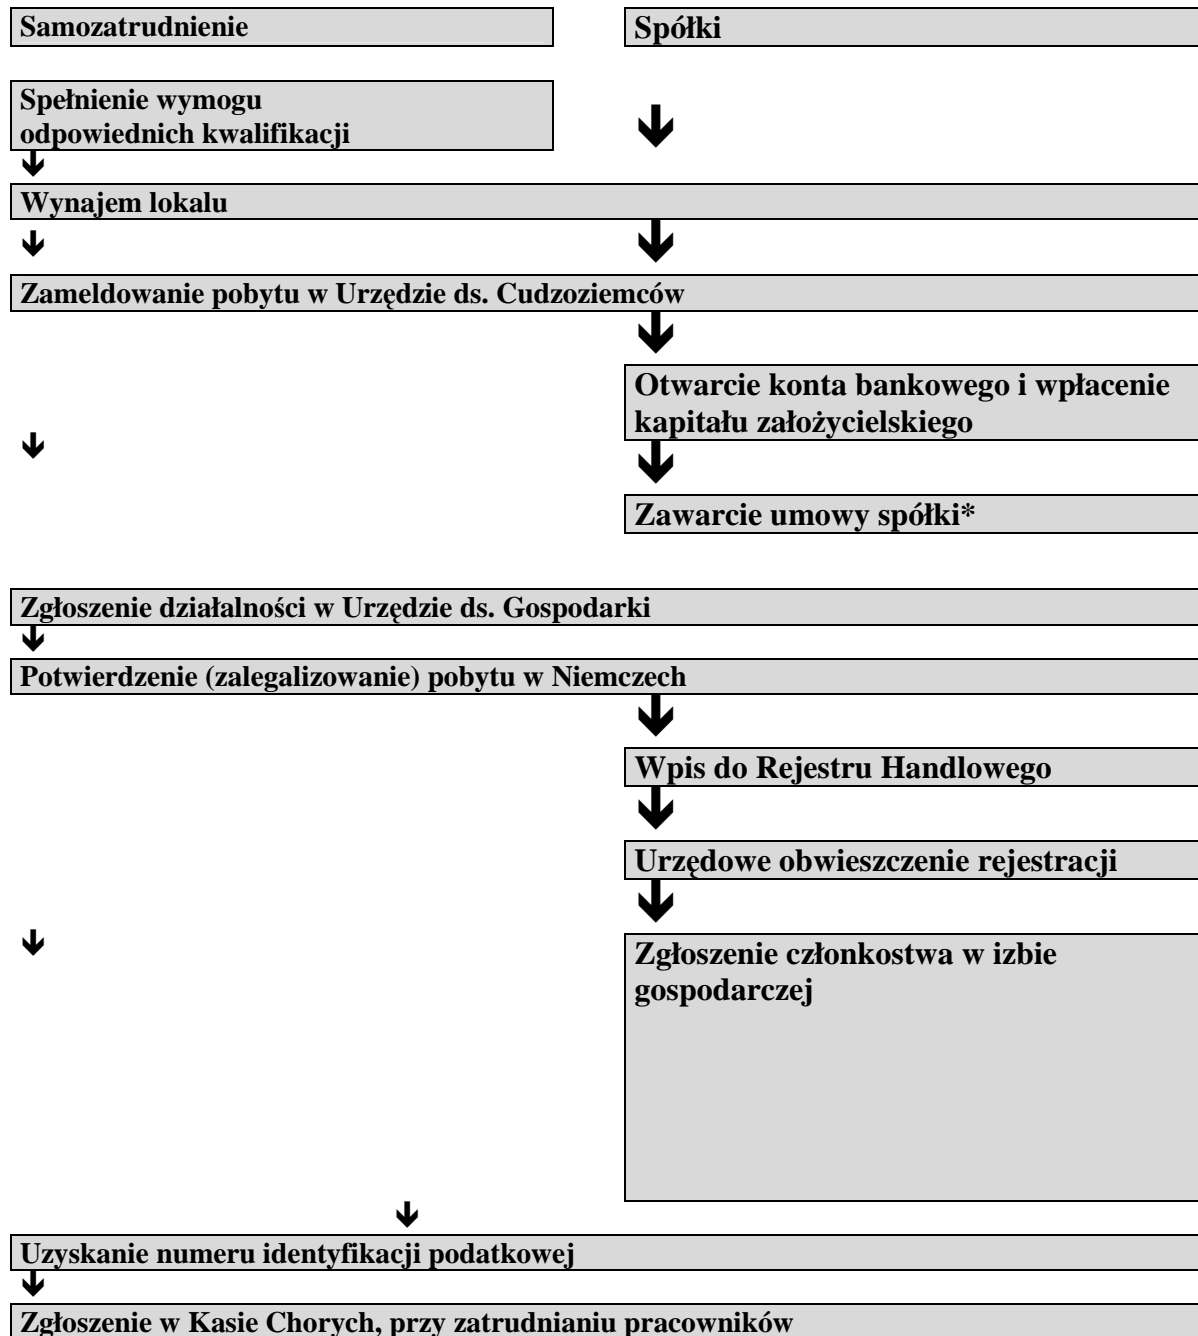 Samozatrudnienie
Spółki
Spełnienie wymogu
odpowiednich kwalifikacji
Wynajem lokalu
Zameldowanie pobytu w Urzędzie ds. Cudzoziemców
Otwarcie konta bankowego i wpłacenie
kapitału założycielskiego
Zawarcie umowy spółki*
Zgłoszenie działalności w Urzędzie ds. Gospodarki
Potwierdzenie (zalegalizowanie) pobytu w Niemczech
Wpis do Rejestru Handlowego
Urzędowe obwieszczenie rejestracji
Zgłoszenie członkostwa w izbie
gospodarczej
Uzyskanie numeru identyfikacji podatkowej
Zgłoszenie w Kasie Chorych, przy zatrudnianiu pracowników